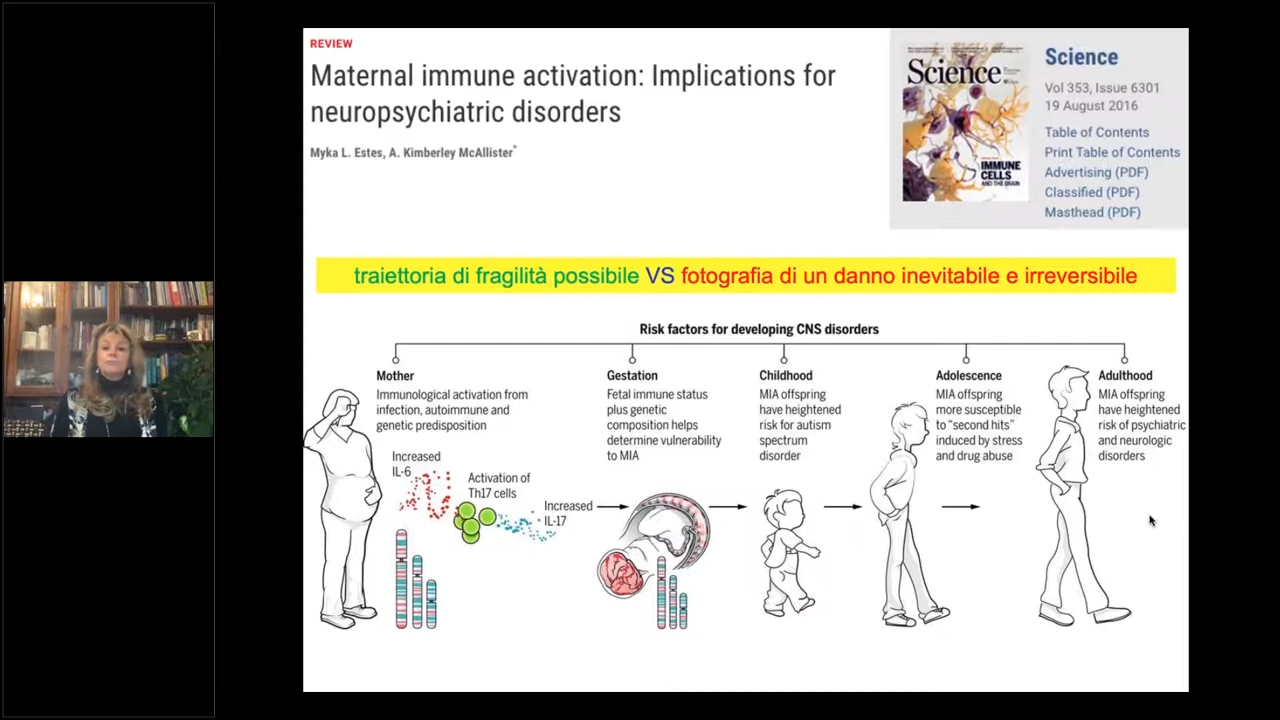 REVIEW
Maternal immune activation: Implications for
neuropsychiatric disorders
Myka L. Estes, A. Kimberley McAllister*
Science
IMMUNE
CELLS
AND THE BRAIN
Science
Vol 353, Issue 6301
19 August 2016
Table of Contents
Print Table of Contents
Advertising (PDF)
Classified (PDF)
Masthead (PDF)
traiettoria di fragilità possibile VS fotografia di un danno inevitabile e irreversibile
Risk factors for developing CNS disorders
Mother
Immunological activation from
infection, autoimmune and
genetic predisposition
Increased
IL-6
Activation of
Th17 cells
Increased
IL-17
Gestation
Fetal immune status
plus genetic
composition helps
determine vulnerability
to MIA
Childhood
MIA offspring
have heightened
risk for autism
spectrum
disorder
Adolescence
MIA offspring
more susceptible
to “second hits”
induced by stress
and drug abuse
Adulthood
MIA offspring
have heightened
risk of psychiatric
and neurologic
disorders